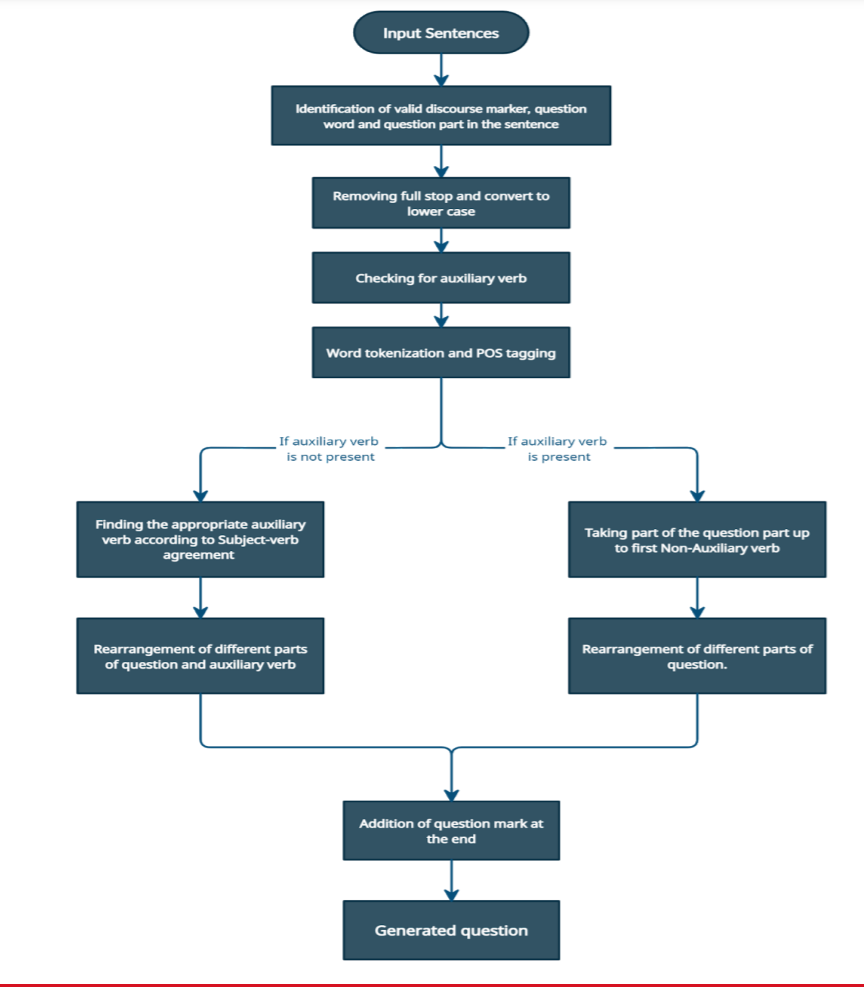 Input Sentences
Identification of valid discourse marker, question
word and question part in the sentence
Removing full stop and convert to
lower case
Checking for auxiliary verb
Word tokenization and POS tagging
If auxiliary verb
is not present
If auxiliary verb
is present
Finding the appropriate auxiliary
verb according to Subject-verb
agreement
Taking part of the question part up
to first Non-Auxiliary verb
Rearrangement of different parts
of question and auxiliary verb
Rearrangement of different parts of
question.
Addition of question mark at
the end
Generated question